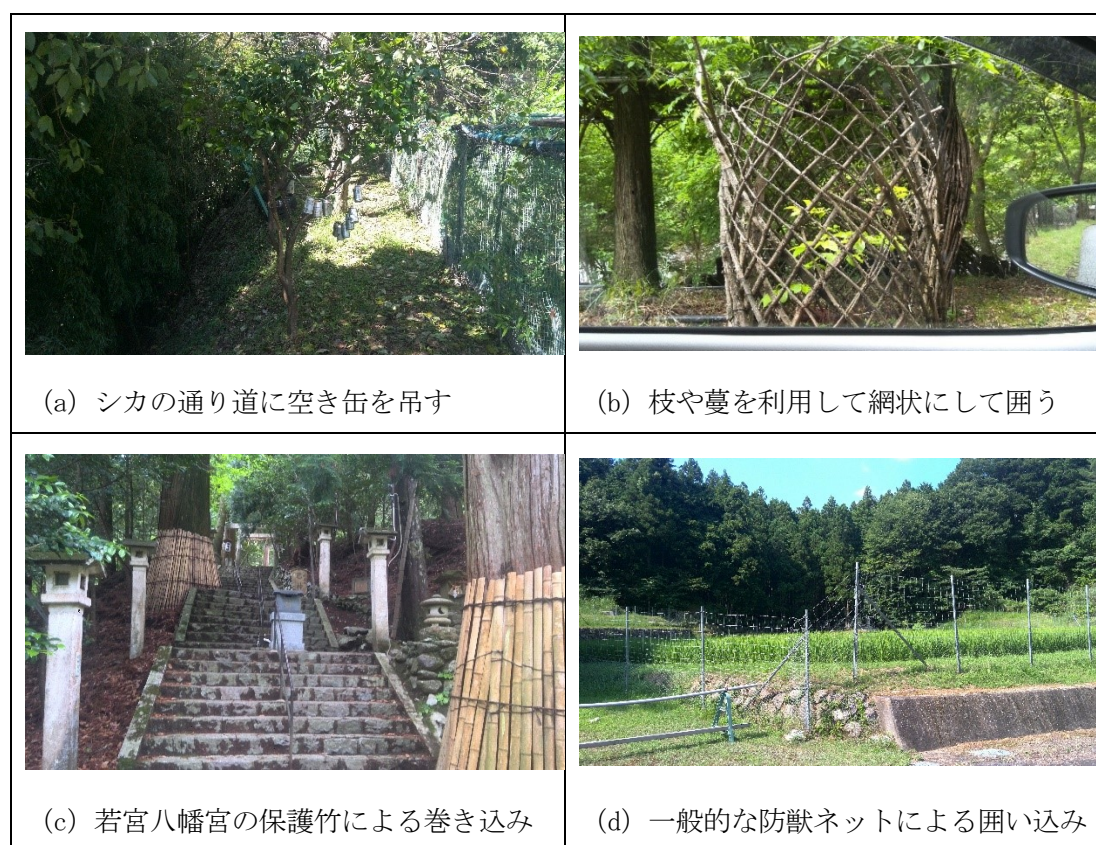 (a) シカの通り道に空き缶を吊す
(b) 枝や蔓を利用して網状にして囲う
(c) 若宮八幡宮の保護竹による巻き込み
(d) 一般的な防獣ネットによる囲い込み